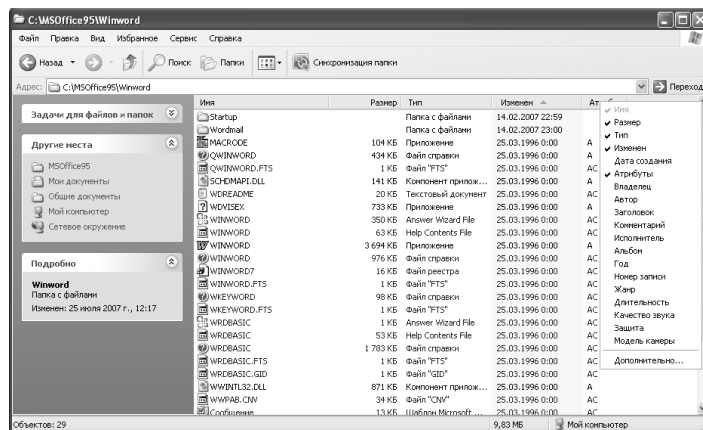 C:\MSOffice95\Winword
Файл Правка Вид Избранное Сервис Справка
Назад Поиск Папки Синхронизация папки
Адрес: C:\MSOffice95\Winword Переход
Задачи для файлов и папок
Другие места
MSOffice95
Мои документы
Общие документы
Мой компьютер
Сетевое окружение
Подробно
Winword
Папка с файлами
Изменен: 25 июля 2007 г., 12:17
Имя Размер Тип Изменен
Startup Папка с файлами 14.02.2007 22:59
Wordmail Папка с файлами 14.02.2007 23:00
MACRODE 104 КБ Приложение 25.03.1996 0:00 A
QWINWORD 434 КБ Файл справки 25.03.1996 0:00 AC
QWINWORD.FTS 1 КБ Файл "FTS" 25.03.1996 0:00 AC
SCHDMAPI.DLL 141 КБ Компонент прилож... 25.03.1996 0:00 A
WDREADME 20 КБ Текстовый документ 25.03.1996 0:00 AC
WDVISEX 733 КБ Приложение 25.03.1996 0:00 A
WINWORD 350 КБ Answer Wizard File 25.03.1996 0:00 AC
WINWORD 63 КБ Help Contents File 25.03.1996 0:00 AC
WINWORD 3 694 КБ Приложение 25.03.1996 0:00 A
WINWORD 976 КБ Файл справки 25.03.1996 0:00 AC
WINWORD7 16 КБ Файл реестра 25.03.1996 0:00 AC
WINWORD.FTS 1 КБ Файл "FTS" 25.03.1996 0:00 AC
WKEYWORD 98 КБ Файл справки 25.03.1996 0:00 AC
WKEYWORD.FTS 1 КБ Файл "FTS" 25.03.1996 0:00 AC
WRDBASIC 1 КБ Answer Wizard File 25.03.1996 0:00 AC
WRDBASIC 53 КБ Help Contents File 25.03.1996 0:00 AC
WRDBASIC 1 783 КБ Файл справки 25.03.1996 0:00 AC
WRDBASIC.FTS 1 КБ Файл "FTS" 25.03.1996 0:00 AC
WRDBASIC.GID 1 КБ Файл "GID" 25.03.1996 0:00 AC
WWINTL32.DLL 871 КБ Компонент прилож... 25.03.1996 0:00 A
WWPAB.CNV 34 КБ Файл "CNV" 25.03.1996 0:00 AC
Сообщение 13 КБ Шаблон Microsoft ... 25.03.1996 0:00 AC
Имя
Размер
Тип
Изменен
Дата создания
Атрибуты
Владелец
Автор
Заголовок
Комментарий
Исполнитель
Альбом
Год
Номер записи
Жанр
Длительность
Качество звука
Защита
Модель камеры
Дополнительно...
Объектов: 29 9,83 МБ Мой компьютер